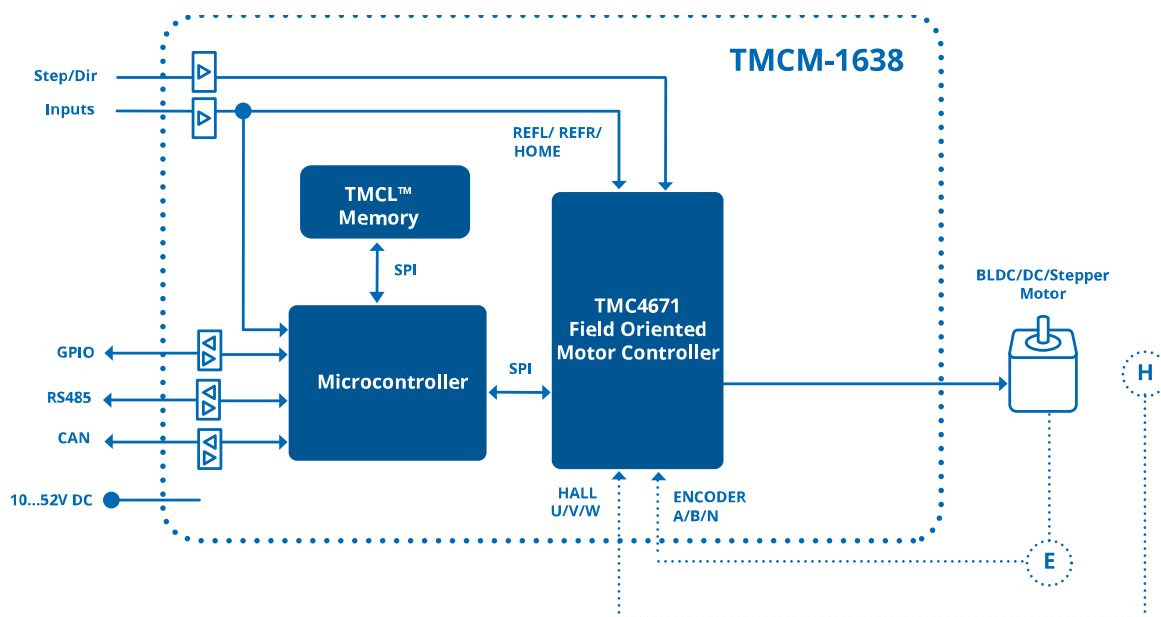 TMCM-1638
Step/Dir
Inputs
REFL/ REFR/
HOME
TMCL™
Memory
SPI
BLDC/DC/Stepper
Motor
TMC4671
Field Oriented
Motor Controller
GPIO
Microcontroller
SPI
H
RS485
CAN
10...52V DC
HALL
U/V/W
ENCODER
A/B/N
E